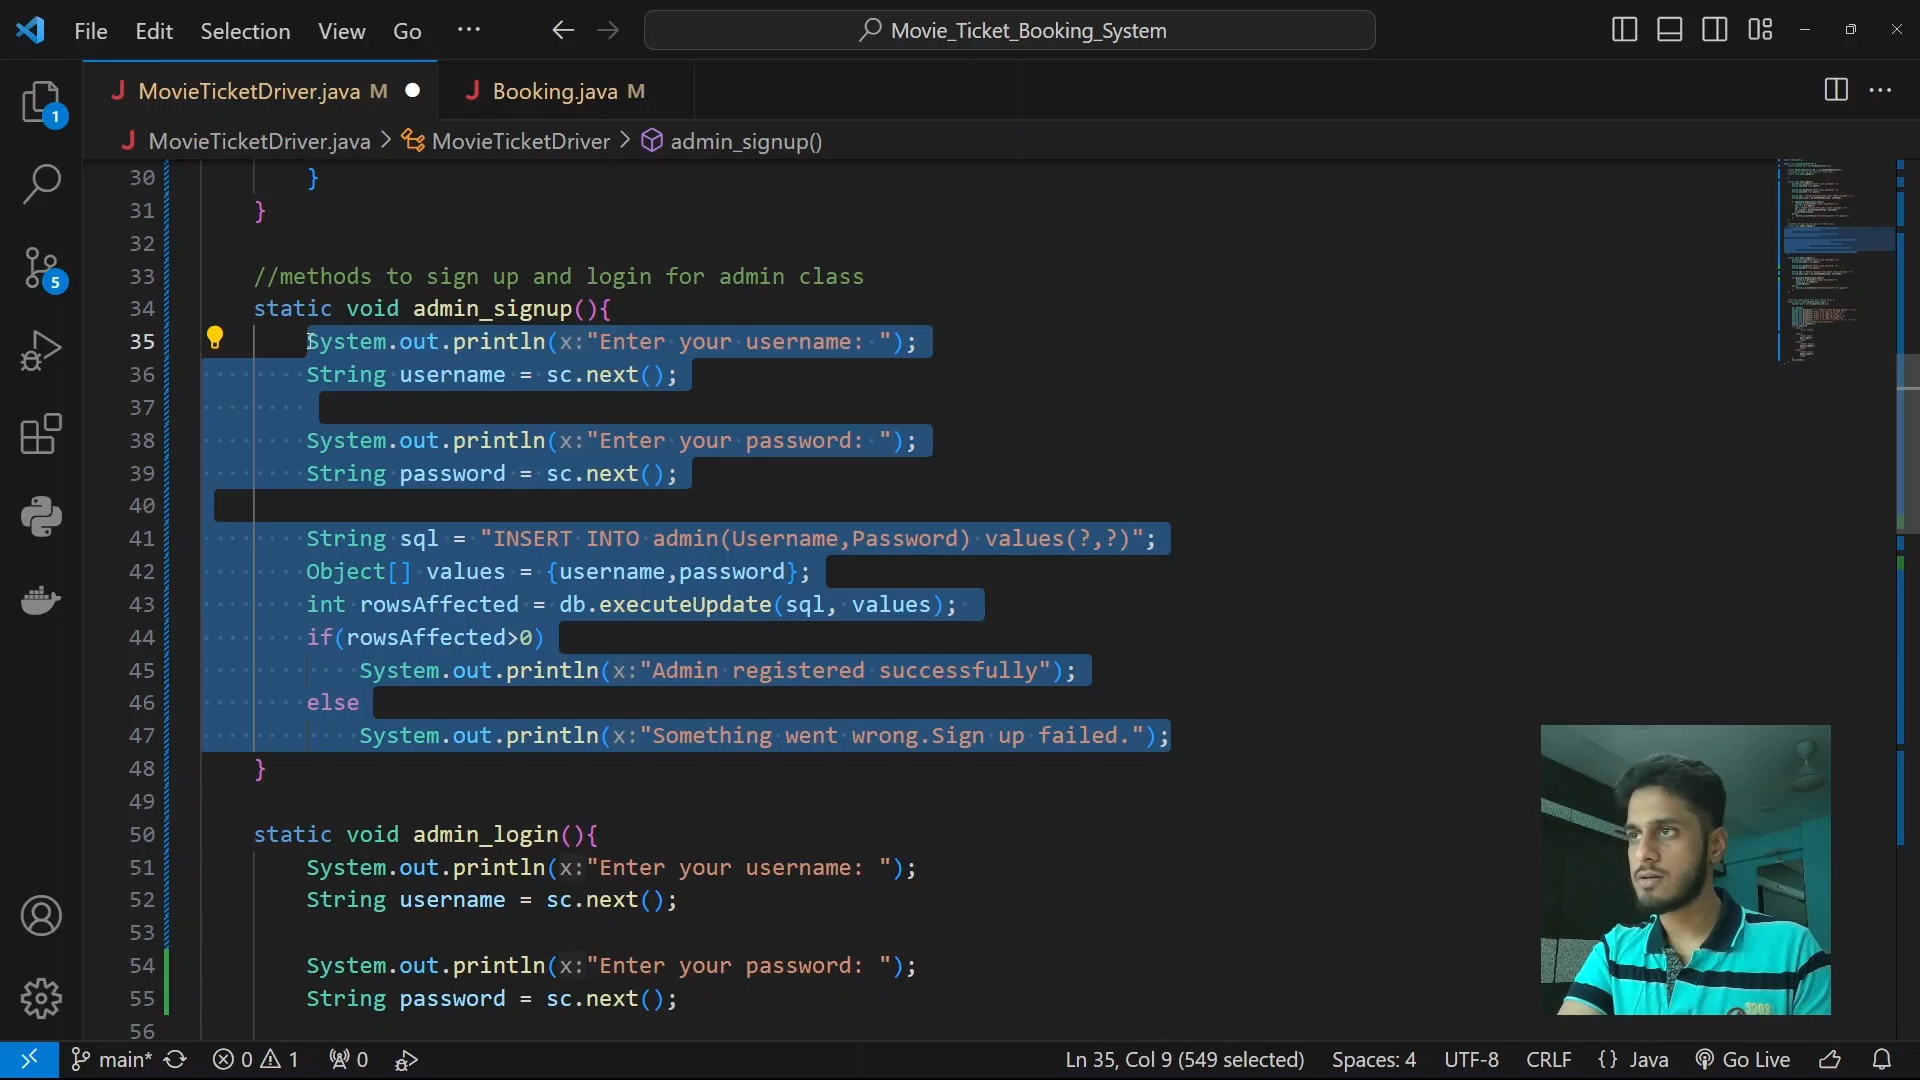 File Edit Selection View Go ··· Movie_Ticket_Booking_System
MovieTicketDriver.java M Booking.java M
MovieTicketDriver.java > MovieTicketDriver > admin_signup()
30 }
31 }
32
33 //methods to sign up and login for admin class
34 static void admin_signup(){
35 System.out.println(x:"Enter your username: ");
36 String username = sc.next();
37
38 System.out.println(x:"Enter your password: ");
39 String password = sc.next();
40
41 String sql = "INSERT INTO admin(Username,Password) values(?,?)";
42 Object[] values = {username,password};
43 int rowsAffected = db.executeUpdate(sql, values);
44 if(rowsAffected>0)
45 System.out.println(x:"Admin registered successfully");
46 else
47 System.out.println(x:"Something went wrong.Sign up failed.");
48 }
49
50 static void admin_login(){
51 System.out.println(x:"Enter your username: ");
52 String username = sc.next();
53
54 System.out.println(x:"Enter your password: ");
55 String password = sc.next();
56
1
5
main* 0 1 0 Ln 35, Col 9 (549 selected) Spaces: 4 UTF-8 CRLF {} Java Go Live